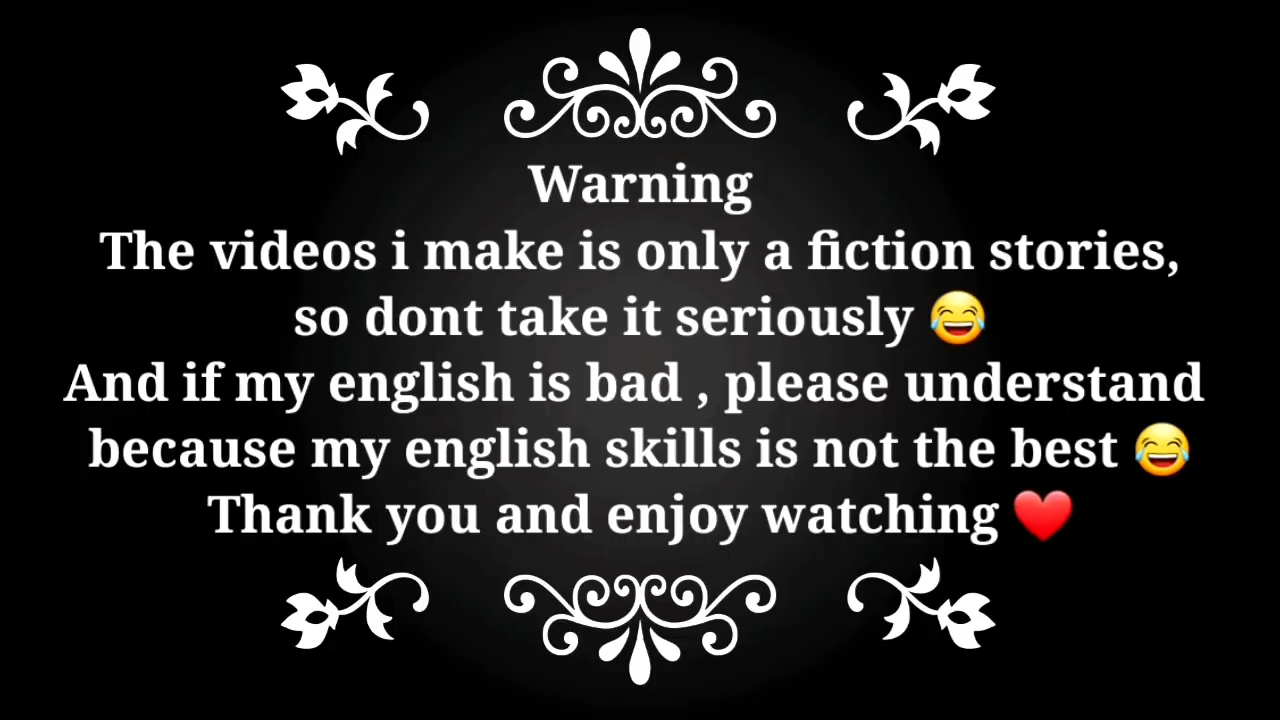 Warning
The videos i make is only a fiction stories,
so dont take it seriously 😂
And if my english is bad , please understand
because my english skills is not the best 😂
Thank you and enjoy watching ❤️